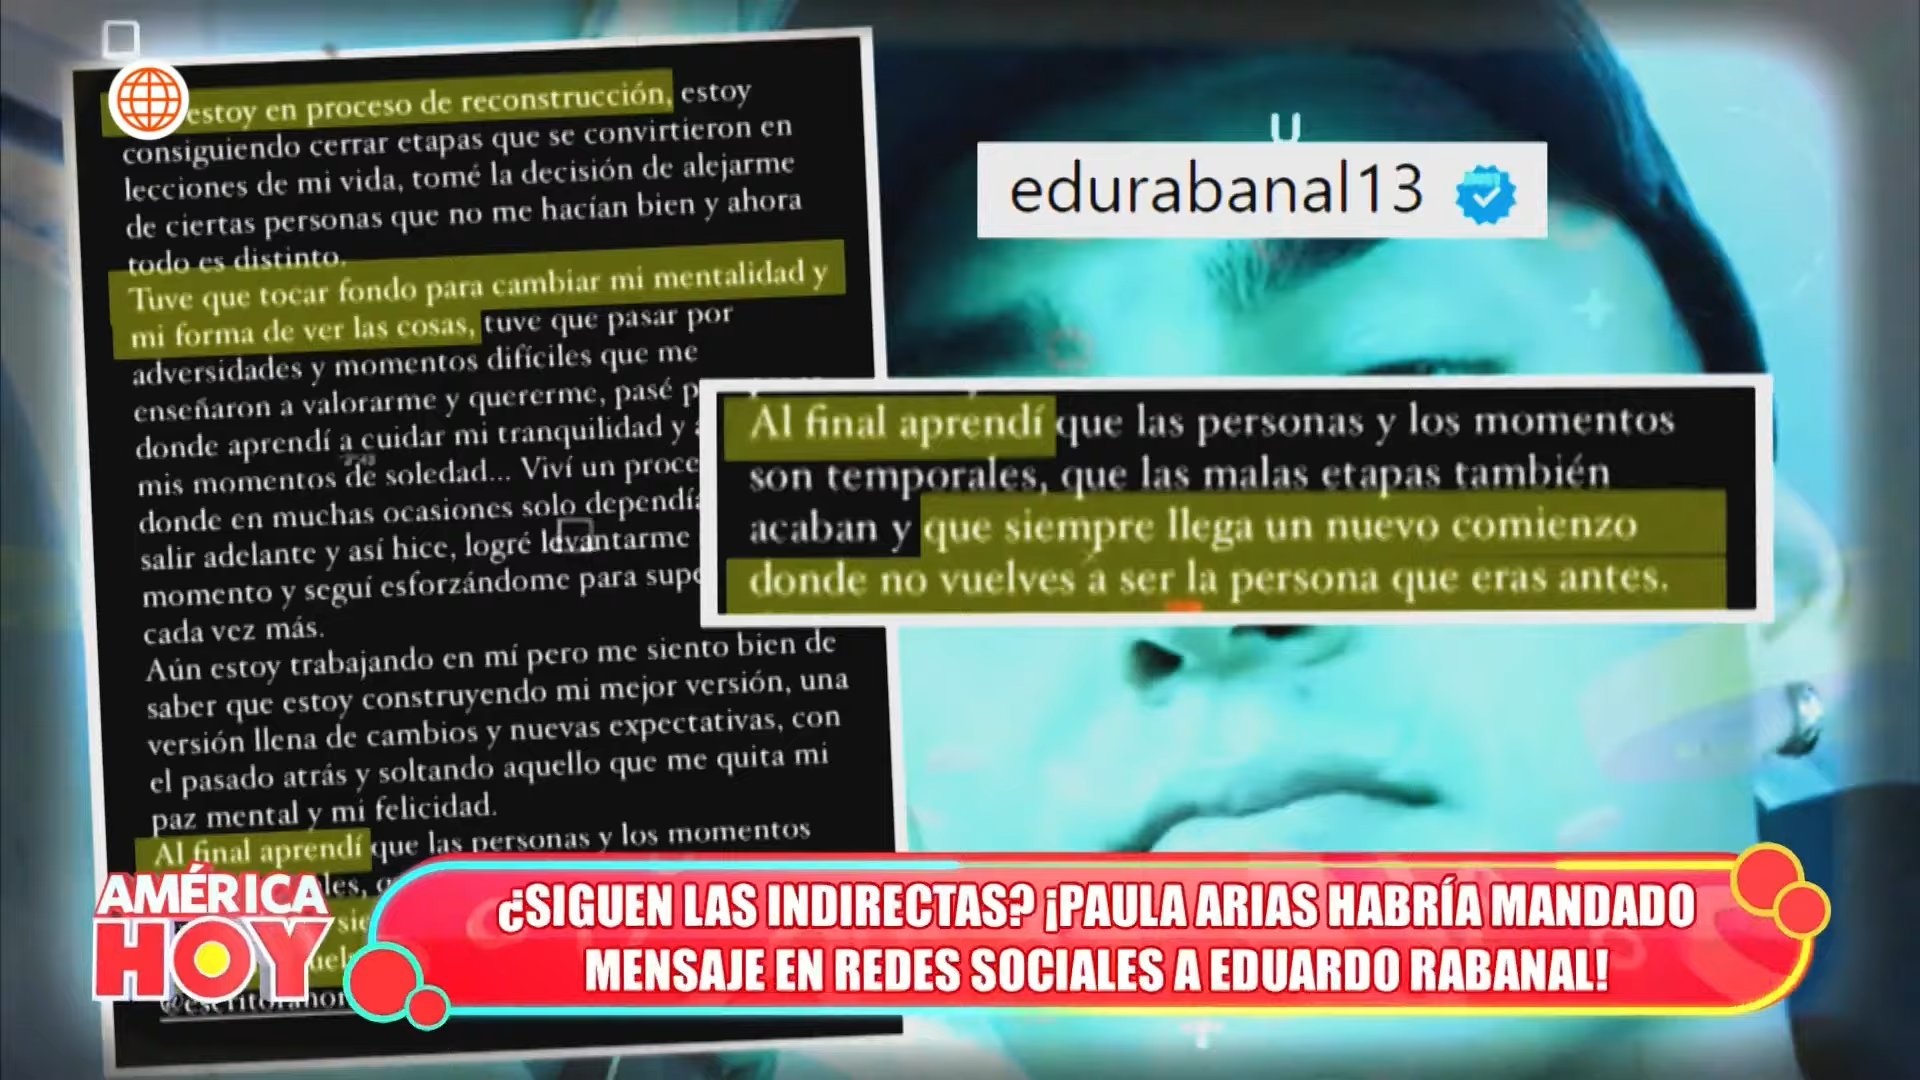 estoy en proceso de reconstrucción, estoy
consiguiendo cerrar etapas que se convirtieron en
lecciones de mi vida, tomé la decisión de alejarme
de ciertas personas que no me hacían bien y ahora
todo es distinto.
Tuve que tocar fondo para cambiar mi mentalidad y
mi forma de ver las cosas, tuve que pasar por
adversidades y momentos difíciles que me
enseñaron a valorarme y quererme, pasé
donde aprendí a cuidar mi tranquilidad y
mis momentos de soledad... Viví un
donde en muchas ocasiones solo
salir adelante y así hice, logré levantarme
momento y seguí esforzándome para
cada vez más.
Aún estoy trabajando en mí pero me siento bien de
saber que estoy construyendo mi mejor versión, una
versión llena de cambios y nuevas expectativas, con
el pasado atrás y soltando aquello que me quita mi
paz mental y mi felicidad.
Al final aprendí que las personas y los momentos
edurabanal13
Al final aprendí que las personas y los momentos
son temporales, que las malas etapas también
acaban y que siempre llega un nuevo comienzo
donde no vuelves a ser la persona que eras antes.
AMÉRICA
HOY
¿SIGUEN LAS INDIRECTAS? ¡PAULA ARIAS HABRÍA MANDADO
MENSAJE EN REDES SOCIALES A EDUARDO RABANAL!